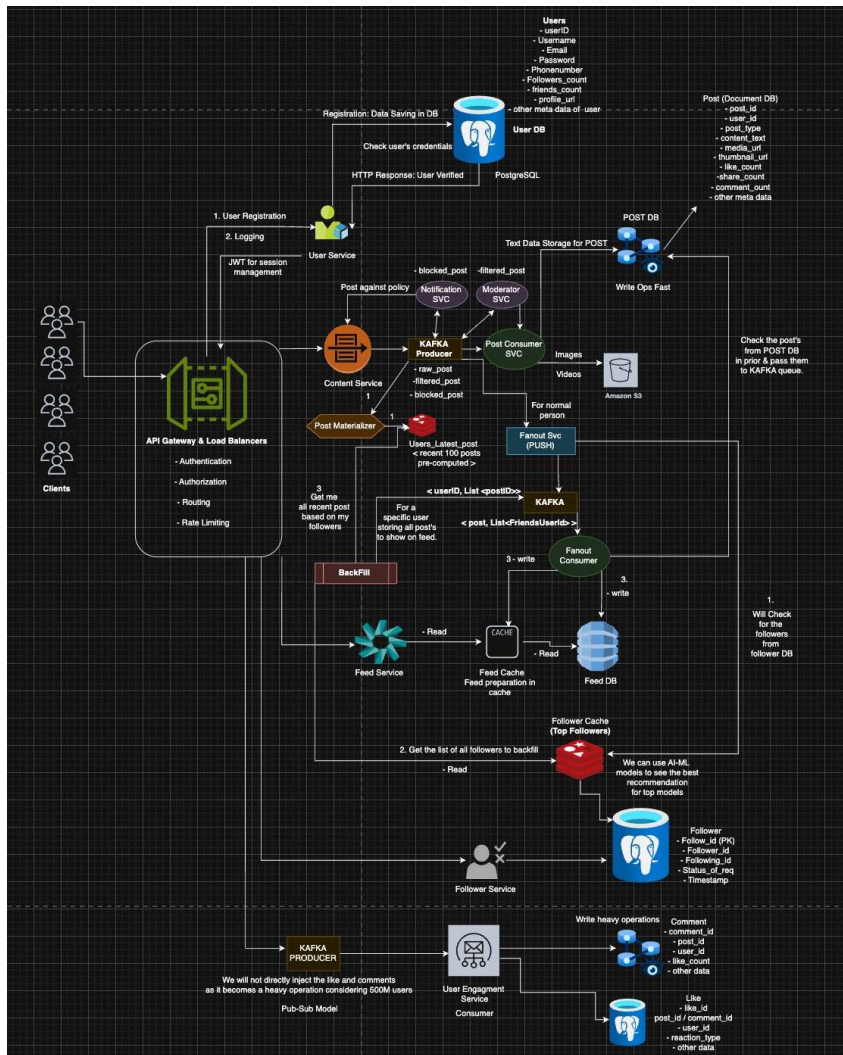 Users
- userID
- Username
- Email
- Password
- Phonenumber
- Followers_count
- friends_count
- profile_url
- other meta data of user
User DB
PostgreSQL
Registration: Data Saving in DB
Check user's credentials
HTTP Response: User Verified
Post (Document DB)
- post_id
- user_id
- post_type
- content_text
- media_url
- thumbnail_url
- like_count
-share_count
- comment_ount
- other meta data
POST DB
Write Ops Fast
Text Data Storage for POST
1. User Registration
2. Logging
User Service
JWT for session
management
Post against policy
- blocked_post
-filtered_post
Notification
SVC
Moderator
SVC
Content Service
KAFKA
Producer
Post Consumer
SVC
Images
Videos
Amazon S3
Check the post's
from POST DB
in prior & pass them
to KAFKA queue.
- raw_post
-filtered_post
- blocked_post
1
1
Post Materializer
Users_Latest_post
< recent 100 posts
pre-computed >
For normal
person
Fanout Svc
(PUSH)
Clients
API Gateway & Load Balancers
- Authentication
- Authorization
- Routing
- Rate Limiting
3
Get me
all recent post
based on my
followers
For a
specific user
storing all post's
to show on feed.
< userID, List <postID>>
KAFKA
< post, List<FriendsUserId> >
BackFill
Fanout
Consumer
3 - write
3.
- write
1.
Will Check
for the
followers
from
follower DB
- Read
CACHE
- Read
Feed Service
Feed Cache
Feed preparation in
cache
Feed DB
Follower Cache
(Top Followers)
2. Get the list of all followers to backfill
- Read
We can use AI-ML
models to see the best
recommendation
for top models
Follower
- Follow_id (PK)
- Follower_id
- Following_id
- Status_of_req
- Timestamp
Follower Service
Write heavy operations
Comment
- comment_id
- post_id
- user_id
- like_count
- other data
KAFKA
PRODUCER
We will not directly inject the like and comments
as it becomes a heavy operation considering 500M users
Pub-Sub Model
User Engagment
Service
Consumer
Like
- like_id
post_id / comment_id
- user_id
- reaction_type
- other data